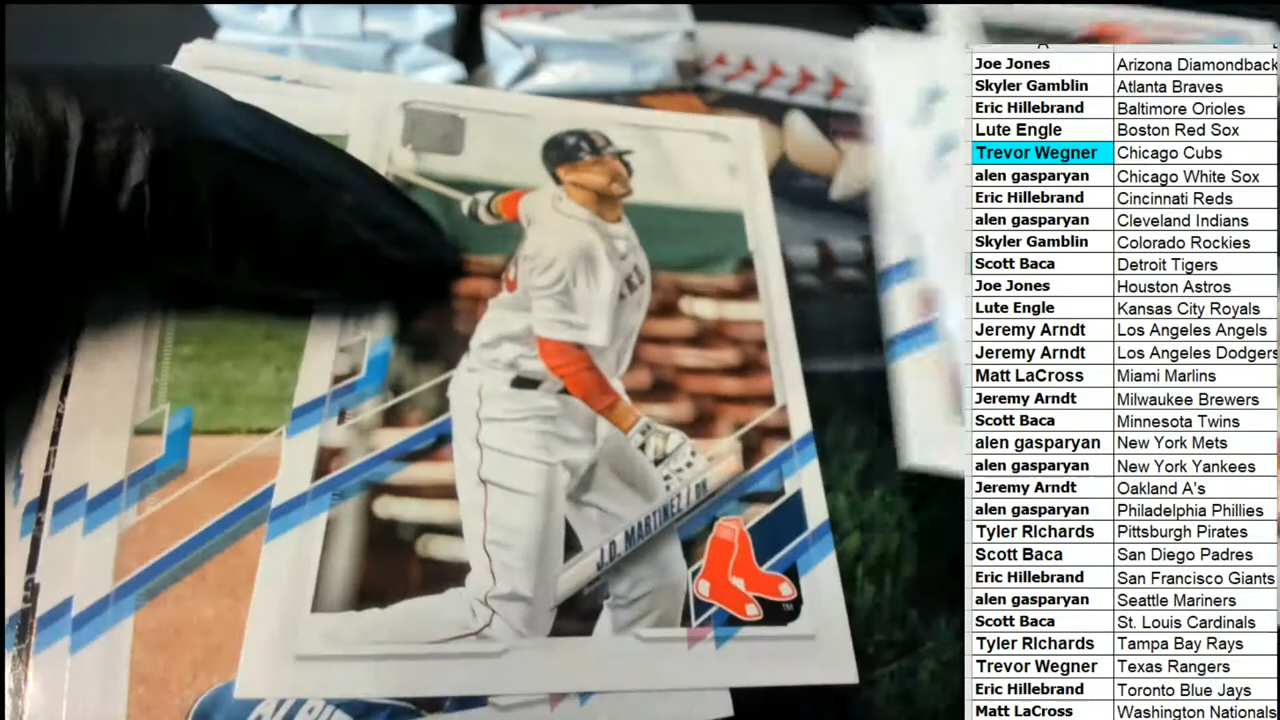 J.D. MARTINEZ | DH
Joe Jones Arizona Diamondback
Skyler Gamblin Atlanta Braves
Eric Hillebrand Baltimore Orioles
Lute Engle Boston Red Sox
Trevor Wegner Chicago Cubs
alen gasparyan Chicago White Sox
Eric Hillebrand Cincinnati Reds
alen gasparyan Cleveland Indians
Skyler Gamblin Colorado Rockies
Scott Baca Detroit Tigers
Joe Jones Houston Astros
Lute Engle Kansas City Royals
Jeremy Arndt Los Angeles Angels
Jeremy Arndt Los Angeles Dodgers
Matt LaCross Miami Marlins
Jeremy Arndt Milwaukee Brewers
Scott Baca Minnesota Twins
alen gasparyan New York Mets
alen gasparyan New York Yankees
Jeremy Arndt Oakland A's
alen gasparyan Philadelphia Phillies
Tyler RIchards Pittsburgh Pirates
Scott Baca San Diego Padres
Eric Hillebrand San Francisco Giants
alen gasparyan Seattle Mariners
Scott Baca St. Louis Cardinals
Tyler RIchards Tampa Bay Rays
Trevor Wegner Texas Rangers
Eric Hillebrand Toronto Blue Jays
Matt LaCross Washington Nationals